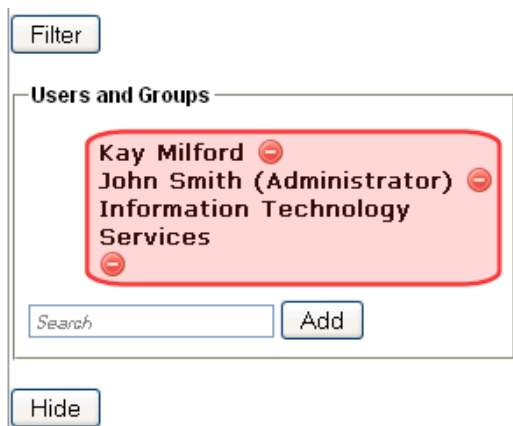 Filter
Users and Groups
Kay Milford
John Smith (Administrator)
Information Technology
Services
Search
Add
Hide